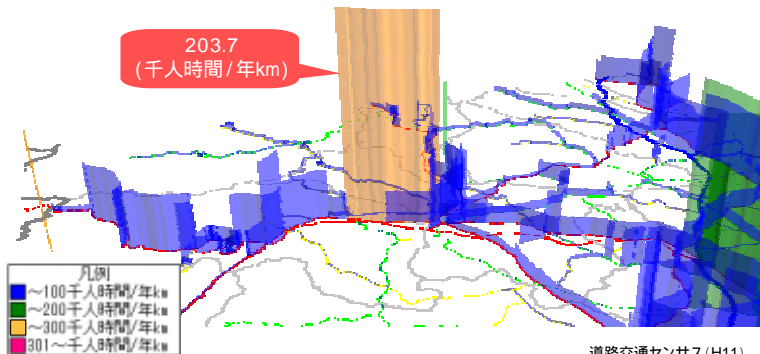 203.7
(千人時間/年km)
凡例
～100千人時間/年km
～200千人時間/年km
～300千人時間/年km
301～千人時間/年km
道路交通センサス(H11)